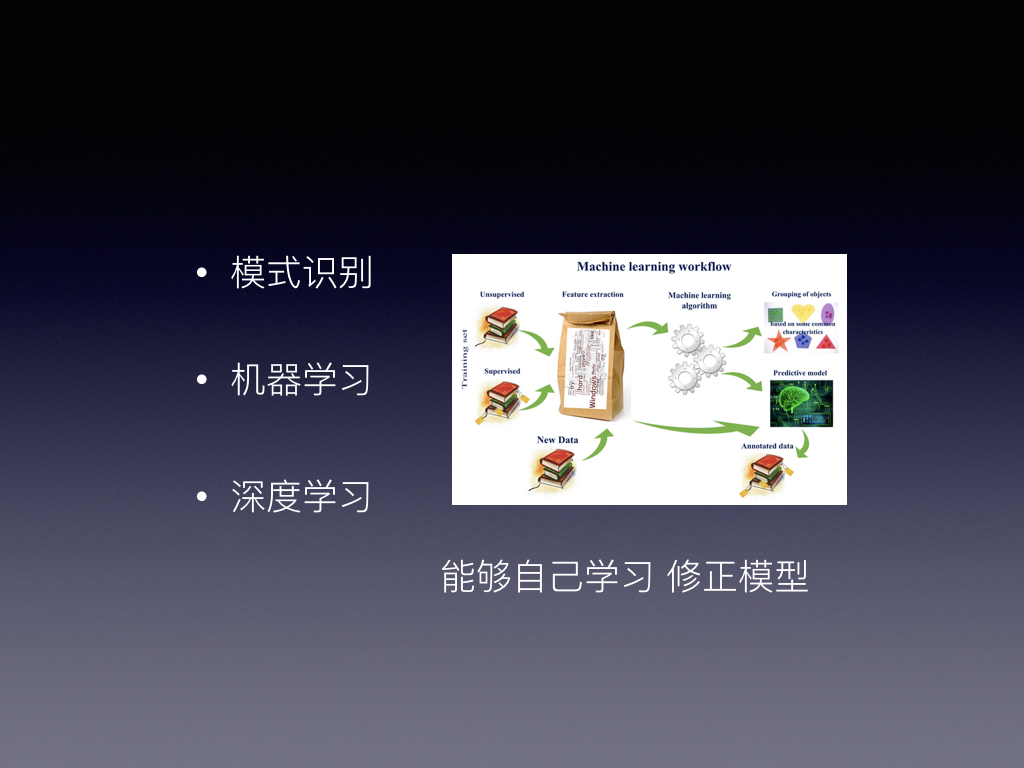 模式识别
机器学习
深度学习
Machine learning workflow
Unsupervised
Feature extraction
Machine learning
algorithm
Grouping of objects
based on some common
characteristics
Training set
Supervised
Predictive model
New Data
Annotated data
hard
Windows
能够自己学习 修正模型